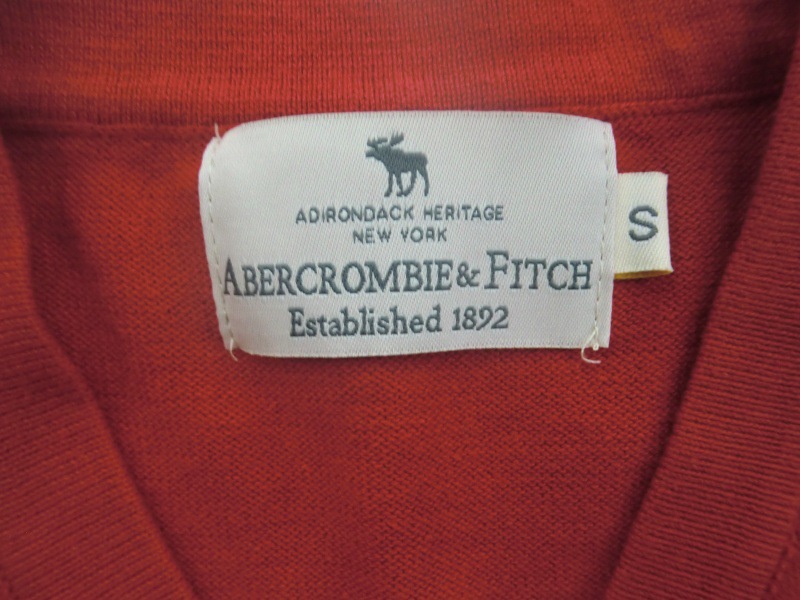 ADIRONDACK HERITAGE
NEW YORK
ABERCROMBIE & FITCH
Established 1892
S